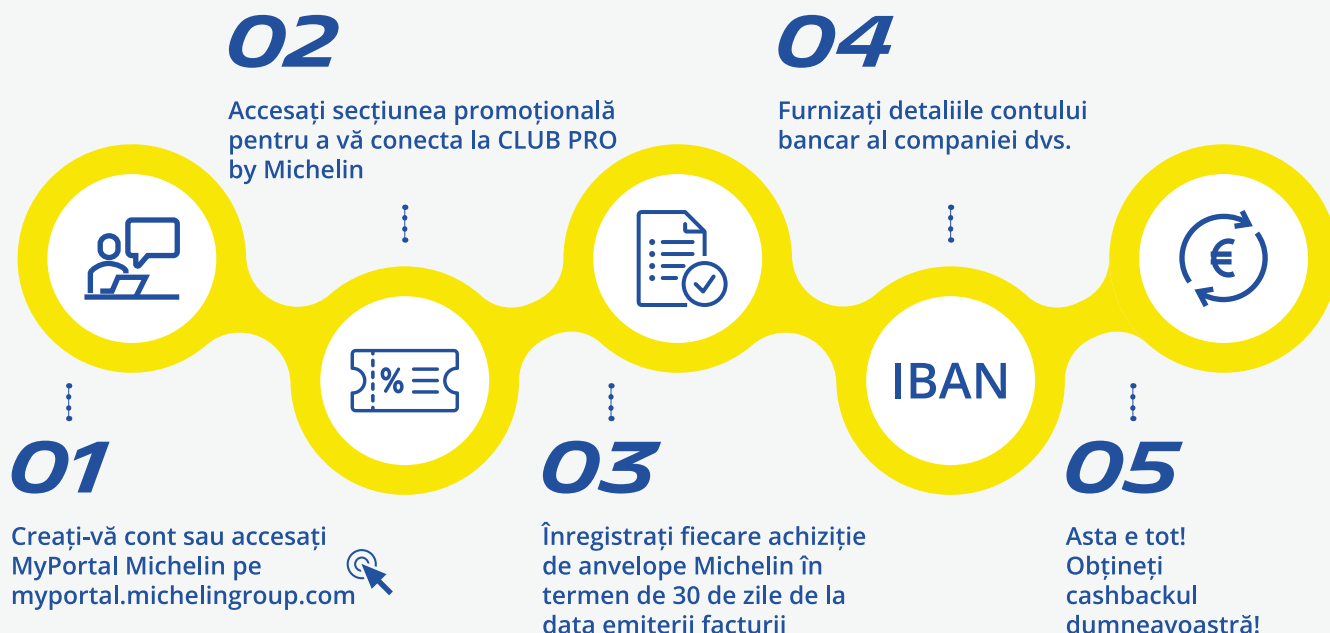 01
Creați-vă cont sau accesați
MyPortal Michelin pe
myportal.michelingroup.com
02
Accesați secțiunea promoțională
pentru a vă conecta la CLUB PRO
by Michelin
%
03
Înregistrați fiecare achiziție
de anvelope Michelin în
termen de 30 de zile de la
data emiterii facturii
04
Furnizați detaliile contului
bancar al companiei dvs.
IBAN
05
Asta e tot!
Obțineți
cashbackul
dumneavoastră!
€